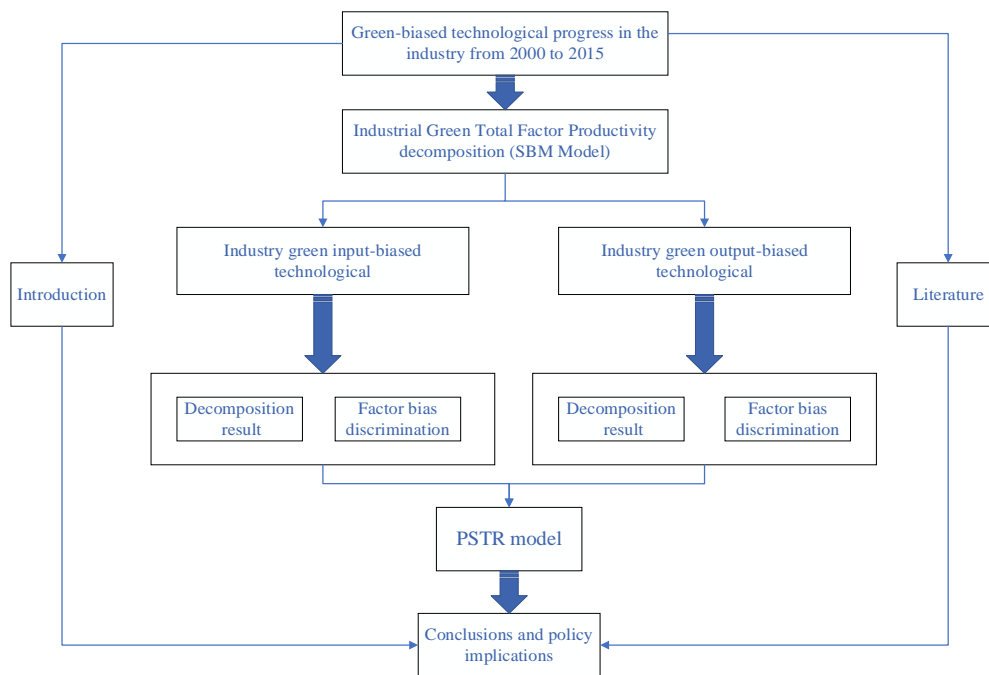 Green-biased technological progress in the
industry from 2000 to 2015
Industrial Green Total Factor Productivity
decomposition (SBM Model)
Industry green input-biased
technological
Industry green output-biased
technological
Introduction
Literature
Decomposition
result
Factor bias
discrimination
Decomposition
result
Factor bias
discrimination
PSTR model
Conclusions and policy
implications